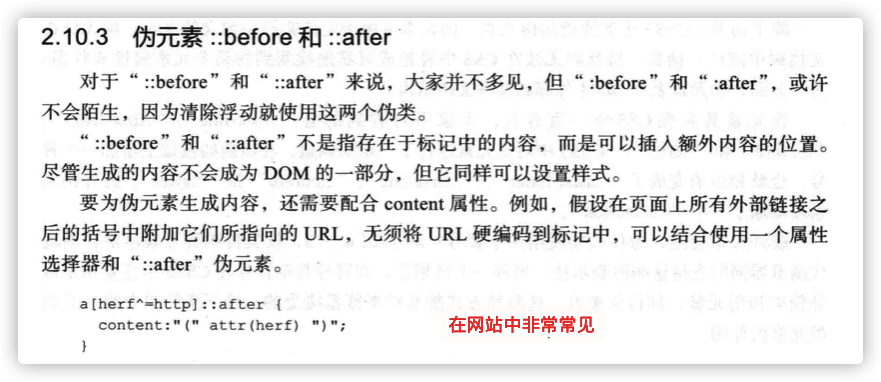 2.10.3 伪元素::before 和 ::after
对于“::before”和“::after”来说，大家并不多见，但“:before”和“:after”，或许
不会陌生，因为清除浮动就使用这两个伪类。
“::before”和“::after”不是指存在于标记中的内容，而是可以插人额外内容的位置。
尽管生成的内容不会成为 DOM 的一部分，但它同样可以设置样式。
要为伪元素生成内容，还需要配合 content 属性。例如，假设在页面上所有外部链接之
后的括号中附加它们所指向的 URL，无须将 URL 硬编码到标记中，可以结合使用一个属性
选择器和“::after”伪元素。
a[herf^=http]::after {
content:"(" attr(herf) ")";
在网站中非常常见
}